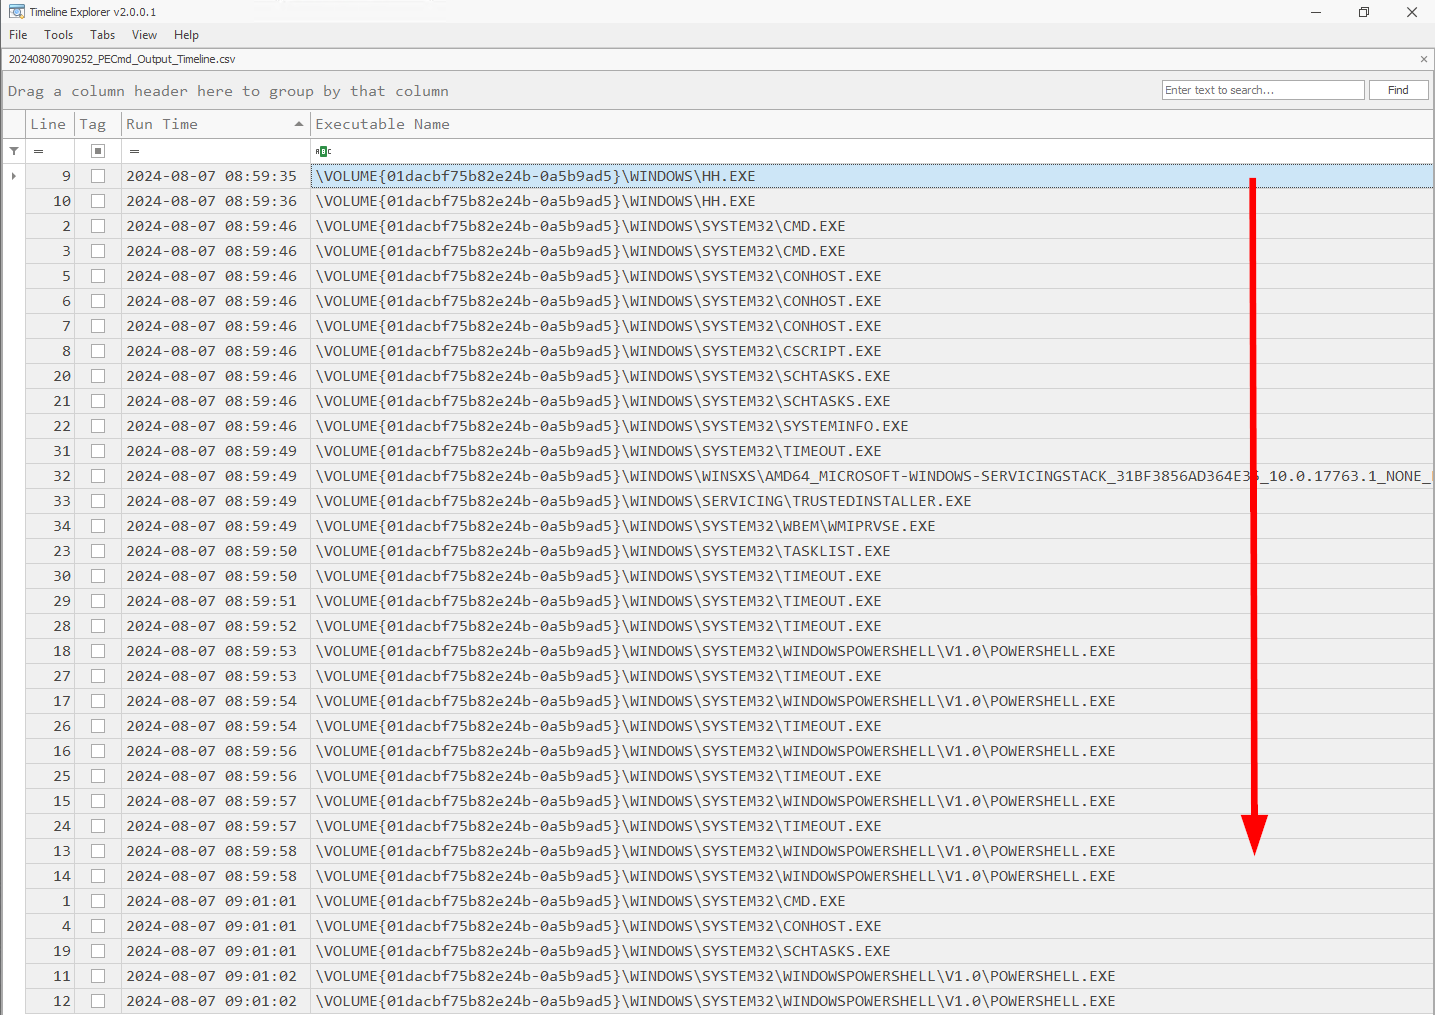 Timeline Explorer v2.0.0.1
File Tools Tabs View Help
20240807090252_PECmd_Output_Timeline.csv
Drag a column header here to group by that column
Enter text to search...
Find
Line Tag Run Time Executable Name
= = ABC
9 2024-08-07 08:59:35 \VOLUME{01dacbf75b82e24b-0a5b9ad5}\WINDOWS\HH.EXE
10 2024-08-07 08:59:36 \VOLUME{01dacbf75b82e24b-0a5b9ad5}\WINDOWS\HH.EXE
2 2024-08-07 08:59:46 \VOLUME{01dacbf75b82e24b-0a5b9ad5}\WINDOWS\SYSTEM32\CMD.EXE
3 2024-08-07 08:59:46 \VOLUME{01dacbf75b82e24b-0a5b9ad5}\WINDOWS\SYSTEM32\CMD.EXE
5 2024-08-07 08:59:46 \VOLUME{01dacbf75b82e24b-0a5b9ad5}\WINDOWS\SYSTEM32\CONHOST.EXE
6 2024-08-07 08:59:46 \VOLUME{01dacbf75b82e24b-0a5b9ad5}\WINDOWS\SYSTEM32\CONHOST.EXE
7 2024-08-07 08:59:46 \VOLUME{01dacbf75b82e24b-0a5b9ad5}\WINDOWS\SYSTEM32\CONHOST.EXE
8 2024-08-07 08:59:46 \VOLUME{01dacbf75b82e24b-0a5b9ad5}\WINDOWS\SYSTEM32\CSCRIPT.EXE
20 2024-08-07 08:59:46 \VOLUME{01dacbf75b82e24b-0a5b9ad5}\WINDOWS\SYSTEM32\SCHTASKS.EXE
21 2024-08-07 08:59:46 \VOLUME{01dacbf75b82e24b-0a5b9ad5}\WINDOWS\SYSTEM32\SCHTASKS.EXE
22 2024-08-07 08:59:46 \VOLUME{01dacbf75b82e24b-0a5b9ad5}\WINDOWS\SYSTEM32\SYSTEMINFO.EXE
31 2024-08-07 08:59:49 \VOLUME{01dacbf75b82e24b-0a5b9ad5}\WINDOWS\SYSTEM32\TIMEOUT.EXE
32 2024-08-07 08:59:49 \VOLUME{01dacbf75b82e24b-0a5b9ad5}\WINDOWS\WINSXS\AMD64_MICROSOFT-WINDOWS-SERVICINGSTACK_31BF3856AD364E35_10.0.17763.1_NONE_
33 2024-08-07 08:59:49 \VOLUME{01dacbf75b82e24b-0a5b9ad5}\WINDOWS\SERVICING\TRUSTEDINSTALLER.EXE
34 2024-08-07 08:59:49 \VOLUME{01dacbf75b82e24b-0a5b9ad5}\WINDOWS\SYSTEM32\WBEM\WMIPRVSE.EXE
23 2024-08-07 08:59:50 \VOLUME{01dacbf75b82e24b-0a5b9ad5}\WINDOWS\SYSTEM32\TASKLIST.EXE
30 2024-08-07 08:59:50 \VOLUME{01dacbf75b82e24b-0a5b9ad5}\WINDOWS\SYSTEM32\TIMEOUT.EXE
29 2024-08-07 08:59:51 \VOLUME{01dacbf75b82e24b-0a5b9ad5}\WINDOWS\SYSTEM32\TIMEOUT.EXE
28 2024-08-07 08:59:52 \VOLUME{01dacbf75b82e24b-0a5b9ad5}\WINDOWS\SYSTEM32\TIMEOUT.EXE
18 2024-08-07 08:59:53 \VOLUME{01dacbf75b82e24b-0a5b9ad5}\WINDOWS\SYSTEM32\WINDOWSPOWERSHELL\V1.0\POWERSHELL.EXE
27 2024-08-07 08:59:53 \VOLUME{01dacbf75b82e24b-0a5b9ad5}\WINDOWS\SYSTEM32\TIMEOUT.EXE
17 2024-08-07 08:59:54 \VOLUME{01dacbf75b82e24b-0a5b9ad5}\WINDOWS\SYSTEM32\WINDOWSPOWERSHELL\V1.0\POWERSHELL.EXE
26 2024-08-07 08:59:54 \VOLUME{01dacbf75b82e24b-0a5b9ad5}\WINDOWS\SYSTEM32\TIMEOUT.EXE
16 2024-08-07 08:59:56 \VOLUME{01dacbf75b82e24b-0a5b9ad5}\WINDOWS\SYSTEM32\WINDOWSPOWERSHELL\V1.0\POWERSHELL.EXE
25 2024-08-07 08:59:56 \VOLUME{01dacbf75b82e24b-0a5b9ad5}\WINDOWS\SYSTEM32\TIMEOUT.EXE
15 2024-08-07 08:59:57 \VOLUME{01dacbf75b82e24b-0a5b9ad5}\WINDOWS\SYSTEM32\WINDOWSPOWERSHELL\V1.0\POWERSHELL.EXE
24 2024-08-07 08:59:57 \VOLUME{01dacbf75b82e24b-0a5b9ad5}\WINDOWS\SYSTEM32\TIMEOUT.EXE
13 2024-08-07 08:59:58 \VOLUME{01dacbf75b82e24b-0a5b9ad5}\WINDOWS\SYSTEM32\WINDOWSPOWERSHELL\V1.0\POWERSHELL.EXE
14 2024-08-07 08:59:58 \VOLUME{01dacbf75b82e24b-0a5b9ad5}\WINDOWS\SYSTEM32\WINDOWSPOWERSHELL\V1.0\POWERSHELL.EXE
1 2024-08-07 09:01:01 \VOLUME{01dacbf75b82e24b-0a5b9ad5}\WINDOWS\SYSTEM32\CMD.EXE
4 2024-08-07 09:01:01 \VOLUME{01dacbf75b82e24b-0a5b9ad5}\WINDOWS\SYSTEM32\CONHOST.EXE
19 2024-08-07 09:01:01 \VOLUME{01dacbf75b82e24b-0a5b9ad5}\WINDOWS\SYSTEM32\SCHTASKS.EXE
11 2024-08-07 09:01:02 \VOLUME{01dacbf75b82e24b-0a5b9ad5}\WINDOWS\SYSTEM32\WINDOWSPOWERSHELL\V1.0\POWERSHELL.EXE
12 2024-08-07 09:01:02 \VOLUME{01dacbf75b82e24b-0a5b9ad5}\WINDOWS\SYSTEM32\WINDOWSPOWERSHELL\V1.0\POWERSHELL.EXE